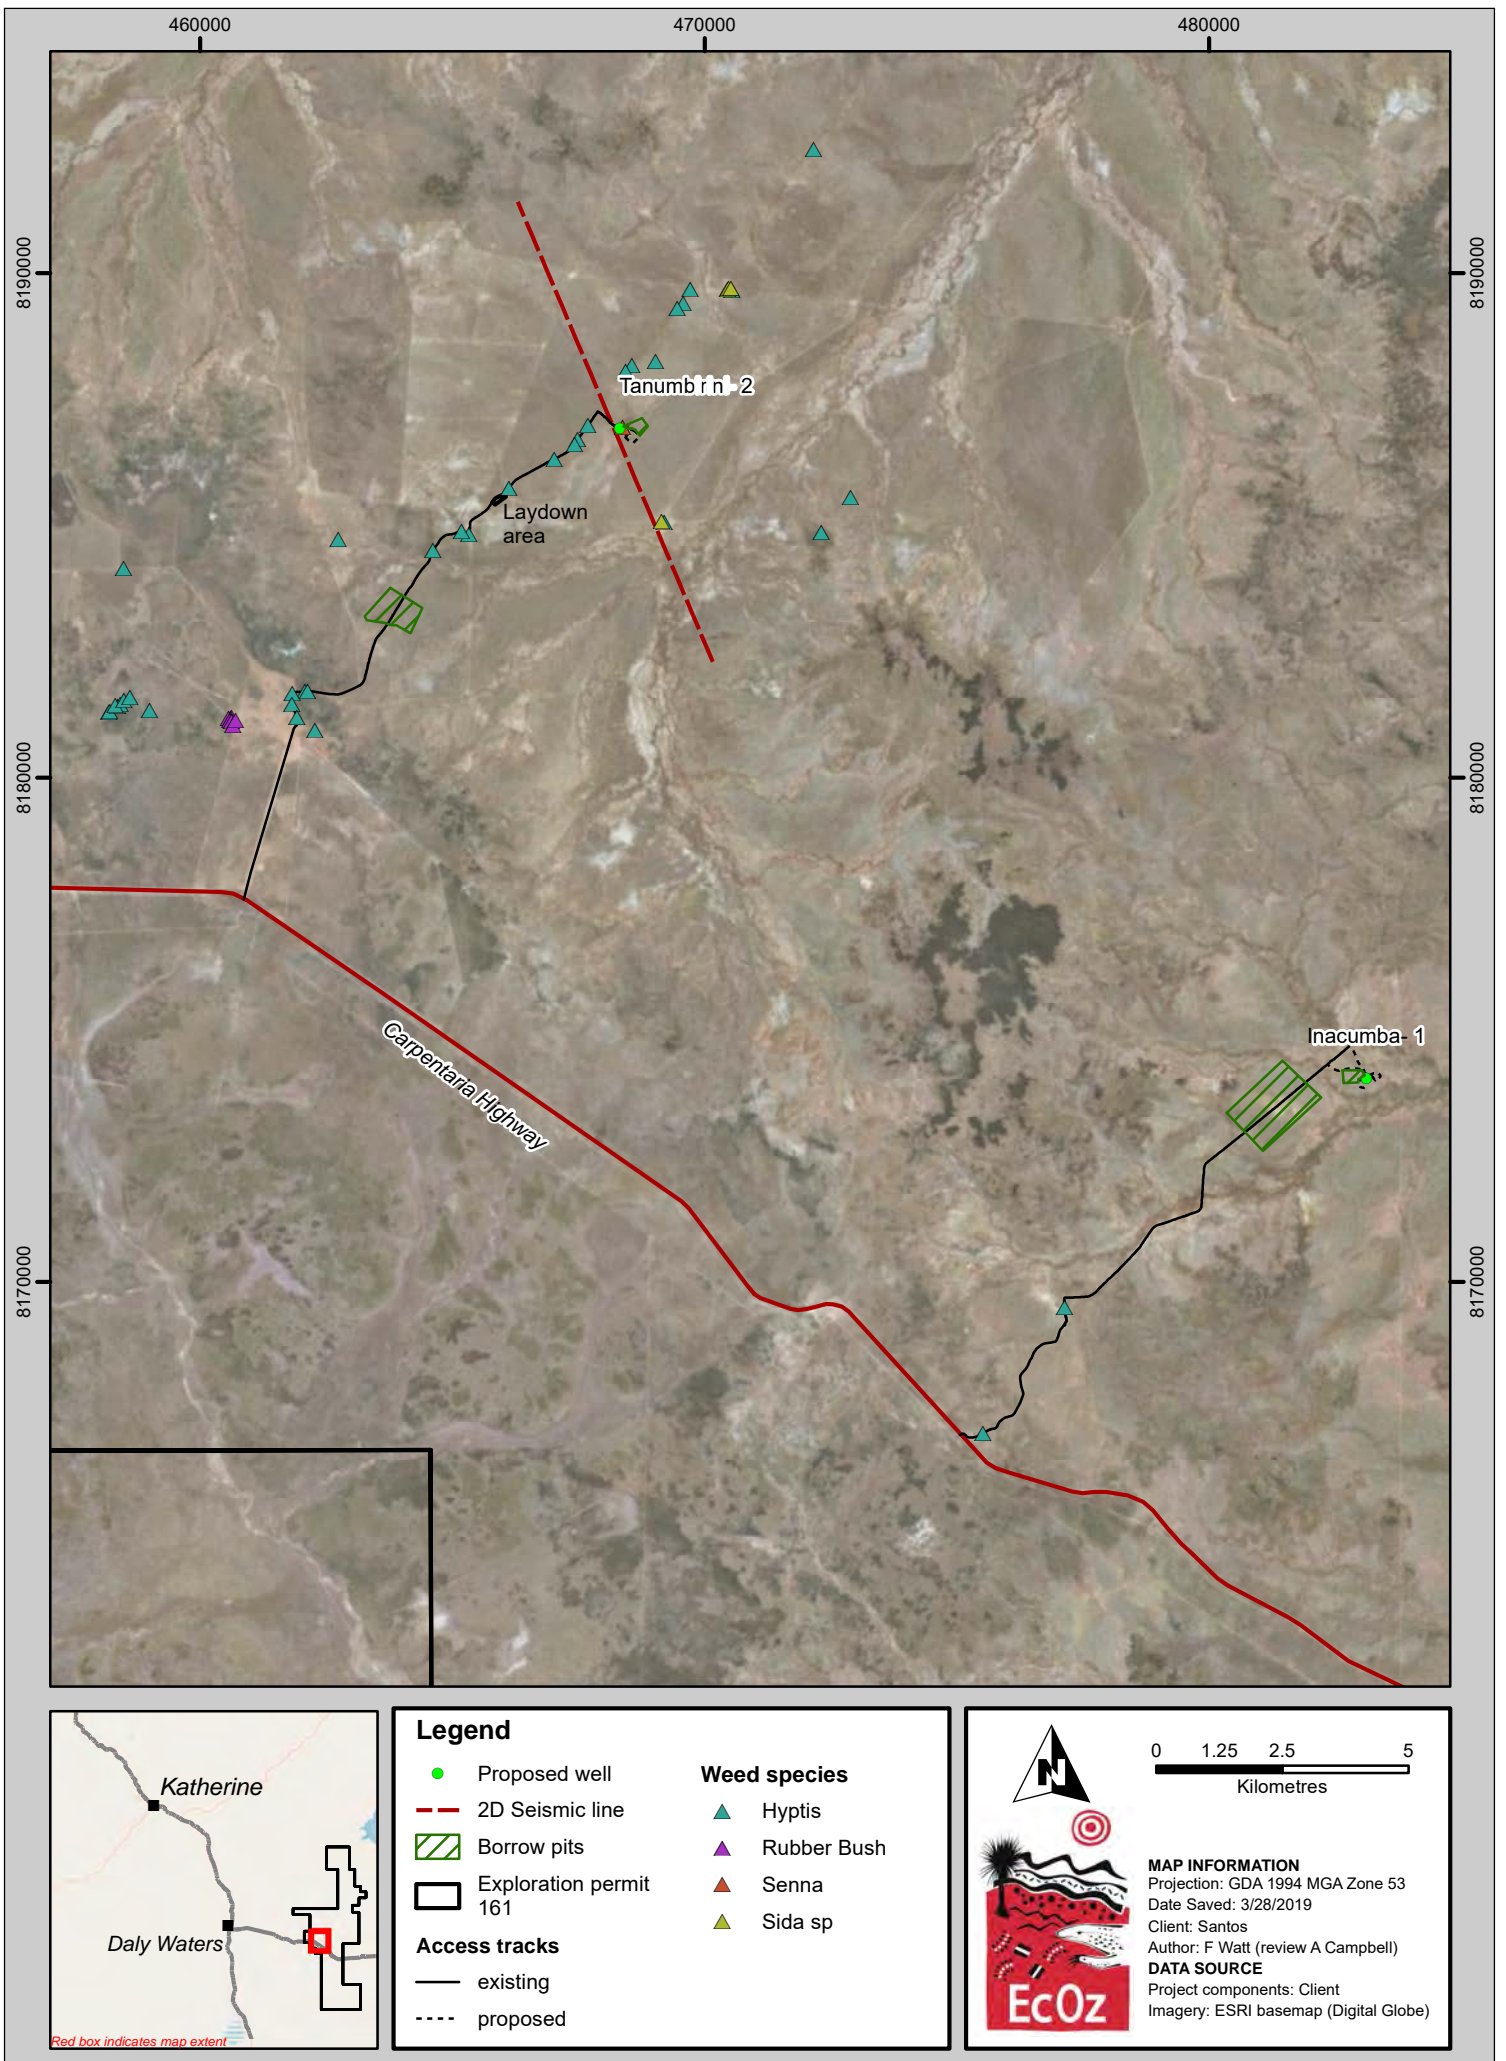 460000
470000
480000
8190000
8190000
Tanumbirini- 2
Laydown
area
8180000
8180000
Carpentaria HIghway
Inacumba- 1
8170000
8170000
Katherine
Daly Waters
Red box indicates map extent
Legend
Proposed well
2D Seismic line
Borrow pits
Exploration permit
161
Access tracks
existing
proposed
Weed species
Hyptis
Rubber Bush
Senna
Sida sp
N
0 1.25 2.5 5
Kilometres
EcOz
MAP INFORMATION
Projection: GDA 1994 MGA Zone 53
Date Saved: 3/28/2019
Client: Santos
Author: F Watt (review A Campbell)
DATA SOURCE
Project components: Client
Imagery: ESRI basemap (Digital Globe)